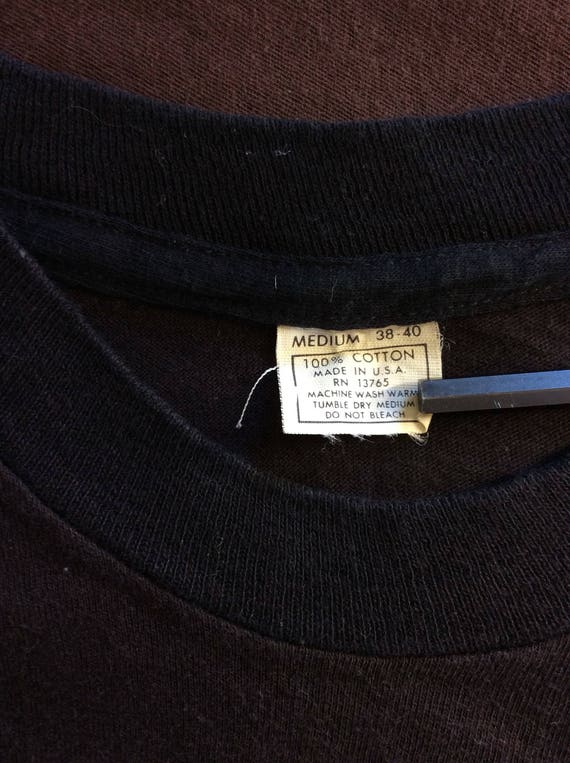 MEDIUM 38-40
100% COTTON
MADE IN U.S.A.
RN 13765
MACHINE WASH WARM
TUMBLE DRY MEDIUM
DO NOT BLEACH